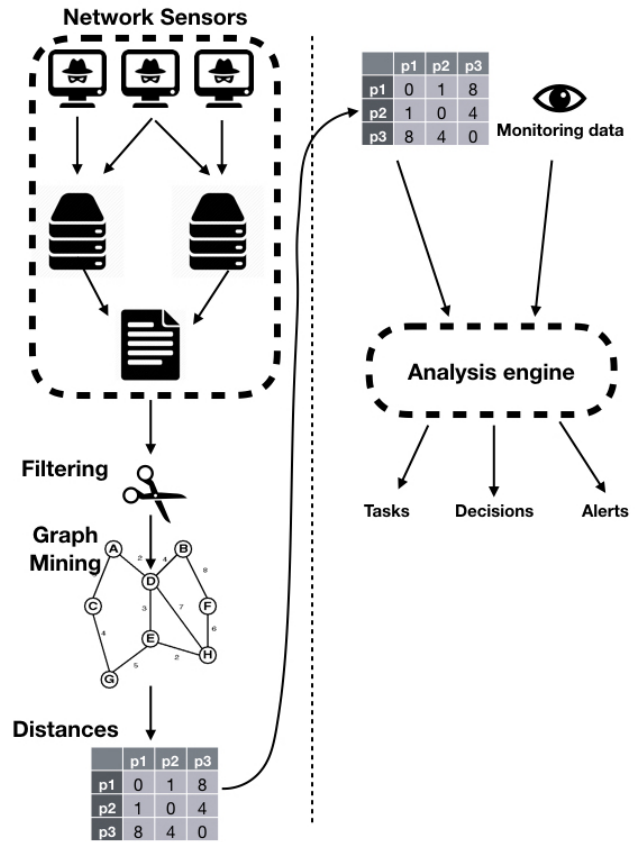 Network Sensors
Filtering
Graph
Mining
A
B
2
4
D
8
C
3
7
F
4
6
E
H
5
2
G
Distances
p1 p2 p3
p1 0 1 8
p2 1 0 4
p3 8 4 0
p1 p2 p3
p1 0 1 8
p2 1 0 4
p3 8 4 0
Monitoring data
Analysis engine
Tasks
Decisions
Alerts